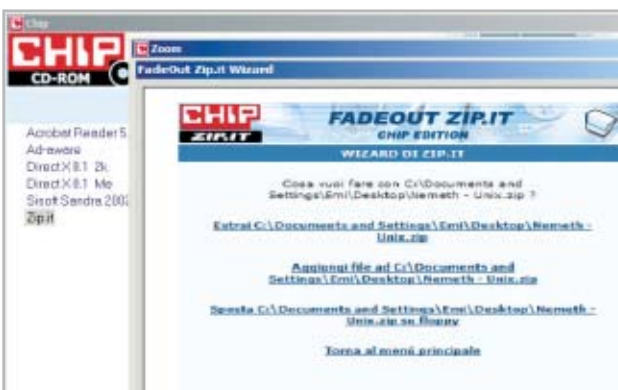 Chip
CHIP
CD-ROM
Acrobat Reader 5.
Ad-aware
DirectX 8.1 2k
DirectX 8.1 Me
Sisoft Sandra 2002
Zip.it
Zoom
FadeOut Zip.it Wizard
CHIP
ZIP.IT
FADEOUT ZIP.IT
CHIP EDITION
WIZARD DI ZIP.IT
Cosa vuoi fare con C:\Documents and
Settings\Emi\Desktop\Nemeth - Unix.zip ?
Estrai C:\Documents and Settings\Emi\Desktop\Nemeth -
Unix.zip
Aggiungi file ad C:\Documents and
Settings\Emi\Desktop\Nemeth - Unix.zip
Sposta C:\Documents and Settings\Emi\Desktop\Nemeth -
Unix.zip su floppy
Torna al menú principale